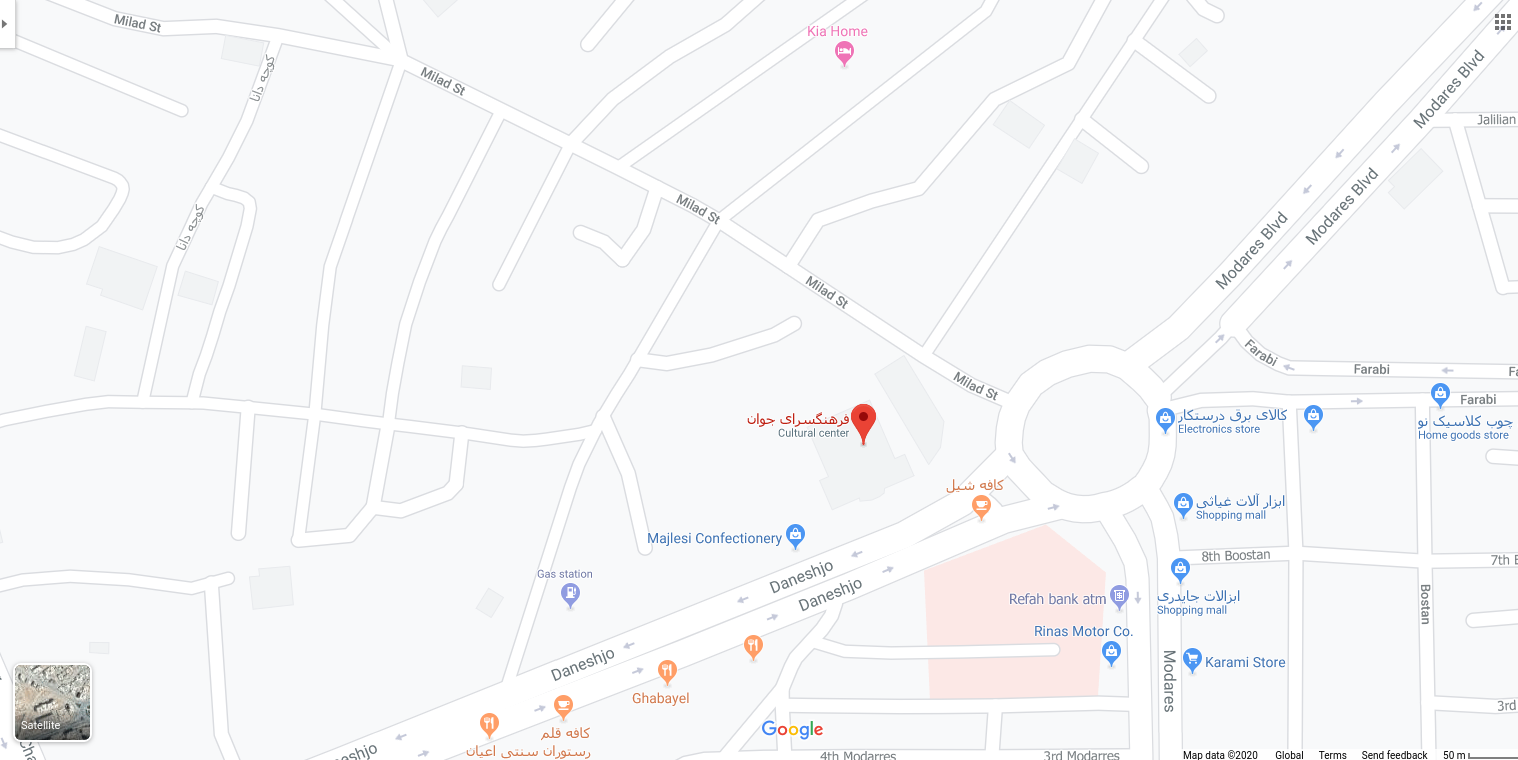 Milad St
Kia Home
کوچه دانا
Milad St
Modares Blvd
Jalilian
Modares Blvd
Milad St
کوچه دانا
Modares Blvd
Milad St
Farabi
Farabi
Milad St
Farabi
فرهنگسرای جوان
Cultural center
کالای برق درستکار
Electronics store
چوب کلاسیک نو
Home goods store
کافه شیل
ابزار آلات غیاثی
Shopping mall
Majlesi Confectionery
8th Boostan
7th B
Gas station
Daneshjo
Daneshjo
Refah bank atm
ابزالات جایدری
Shopping mall
Bostan
Rinas Motor Co.
Daneshjo
Modares
Karami Store
Ghabayel
Satellite
کافه قلم
رستوران سنتی اعیان
Google
3rd
4th Modarres
3rd Modarres
Map data ©2020 Global Terms Send feedback 50 m